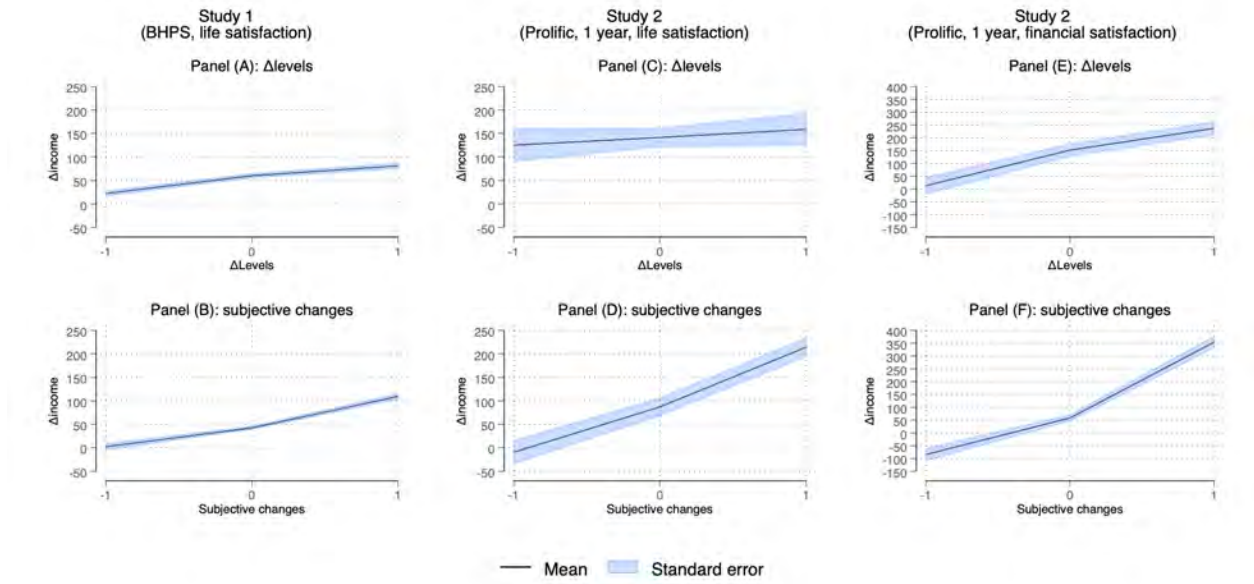 Study 1
(BHPS, life satisfaction)
Panel (A): Δlevels
250
200
150
100
50
0
-50
Δincome
-1
0
1
ΔLevels
Study 2
(Prolific, 1 year, life satisfaction)
Panel (C): Δlevels
250
200
150
100
50
0
-50
Δincome
-1
0
1
ΔLevels
Study 2
(Prolific, 1 year, financial satisfaction)
Panel (E): Δlevels
400
350
300
250
200
150
100
50
0
-50
-100
-150
Δincome
-1
0
1
ΔLevels
Panel (B): subjective changes
250
200
150
100
50
0
-50
Δincome
-1
0
1
Subjective changes
Panel (D): subjective changes
250
200
150
100
50
0
-50
Δincome
-1
0
1
Subjective changes
Panel (F): subjective changes
400
350
300
250
200
150
100
50
0
-50
-100
-150
Δincome
-1
0
1
Subjective changes
Mean
Standard error